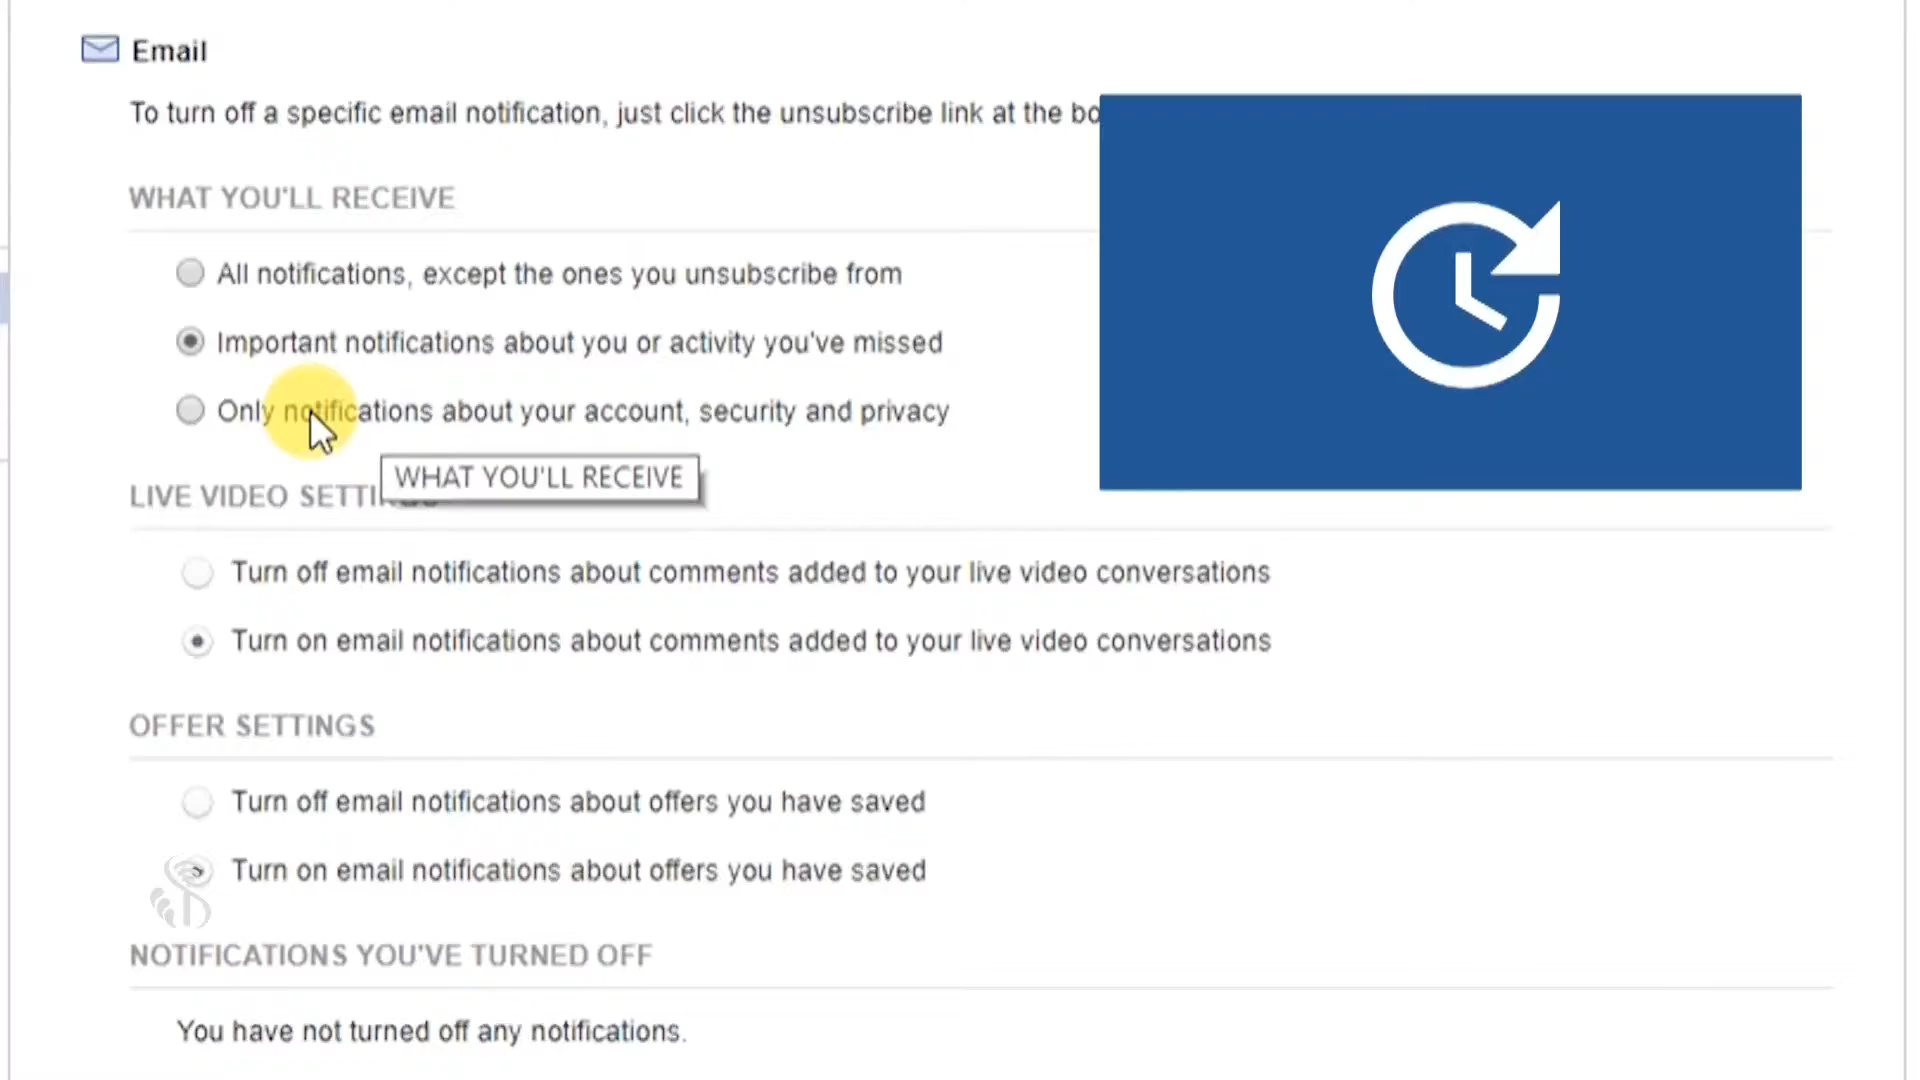 Email
To turn off a specific email notification, just click the unsubscribe link at the bo
WHAT YOU'LL RECEIVE
All notifications, except the ones you unsubscribe from
Important notifications about you or activity you've missed
Only notifications about your account, security and privacy
WHAT YOU'LL RECEIVE
LIVE VIDEO SETTINGS
Turn off email notifications about comments added to your live video conversations
Turn on email notifications about comments added to your live video conversations
OFFER SETTINGS
Turn off email notifications about offers you have saved
Turn on email notifications about offers you have saved
NOTIFICATIONS YOU'VE TURNED OFF
You have not turned off any notifications.